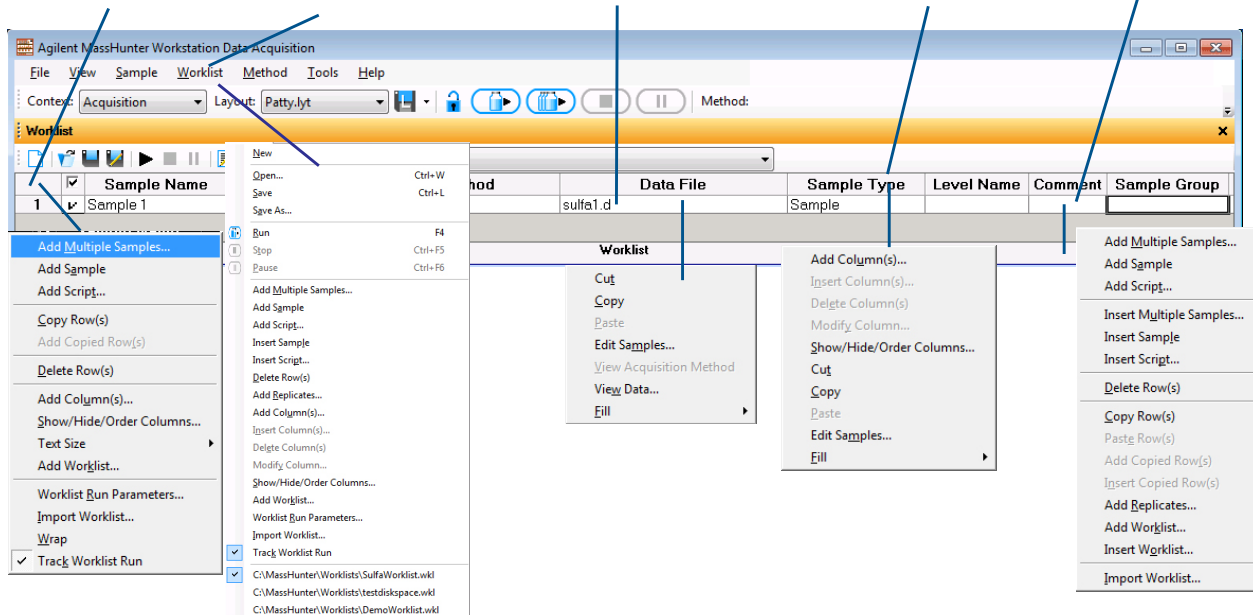 Agilent MassHunter Workstation Data Acquisition
File View Sample Worklist Method Tools Help
Context: Acquisition Layout: Patty.lyt Method:
Worklist
Sample Name Data File Sample Type Level Name Comment Sample Group
1 Sample 1 sulfa1.d Sample
Worklist
Add Multiple Samples...
Add Sample
Add Script...
Copy Row(s)
Add Copied Row(s)
Delete Row(s)
Add Column(s)...
Show/Hide/Order Columns...
Text Size
Add Worklist...
Worklist Run Parameters...
Import Worklist...
Wrap
Track Worklist Run
New
Open... Ctrl+W
Save Ctrl+L
Save As...
Run F4
Stop Ctrl+F5
Pause Ctrl+F6
Add Multiple Samples...
Add Sample
Add Script...
Insert Sample
Insert Script...
Delete Row(s)
Add Replicates...
Add Column(s)...
Insert Column(s)...
Delete Column(s)
Modify Column...
Show/Hide/Order Columns...
Add Worklist...
Worklist Run Parameters...
Import Worklist...
Track Worklist Run
C:\MassHunter\Worklists\SulfaWorklist.wkl
C:\MassHunter\Worklists\testdiskspace.wkl
C:\MassHunter\Worklists\DemoWorklist.wkl
Cut
Copy
Paste
Edit Samples...
View Acquisition Method
View Data...
Fill
Add Column(s)...
Insert Column(s)...
Delete Column(s)
Modify Column...
Show/Hide/Order Columns...
Cut
Copy
Paste
Edit Samples...
Fill
Add Multiple Samples...
Add Sample
Add Script...
Insert Multiple Samples...
Insert Sample
Insert Script...
Delete Row(s)
Copy Row(s)
Paste Row(s)
Add Copied Row(s)
Insert Copied Row(s)
Add Replicates...
Add Worklist...
Insert Worklist...
Import Worklist...